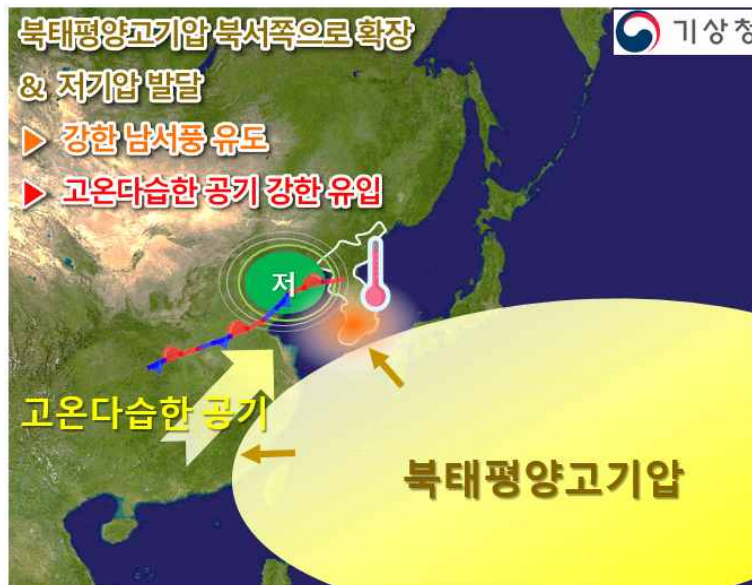 북태평양고기압 북서쪽으로 확장
& 저기압 발달
▶ 강한 남서풍 유도
▶ 고온다습한 공기 강한 유입
기상청
저
고온다습한 공기
북태평양고기압